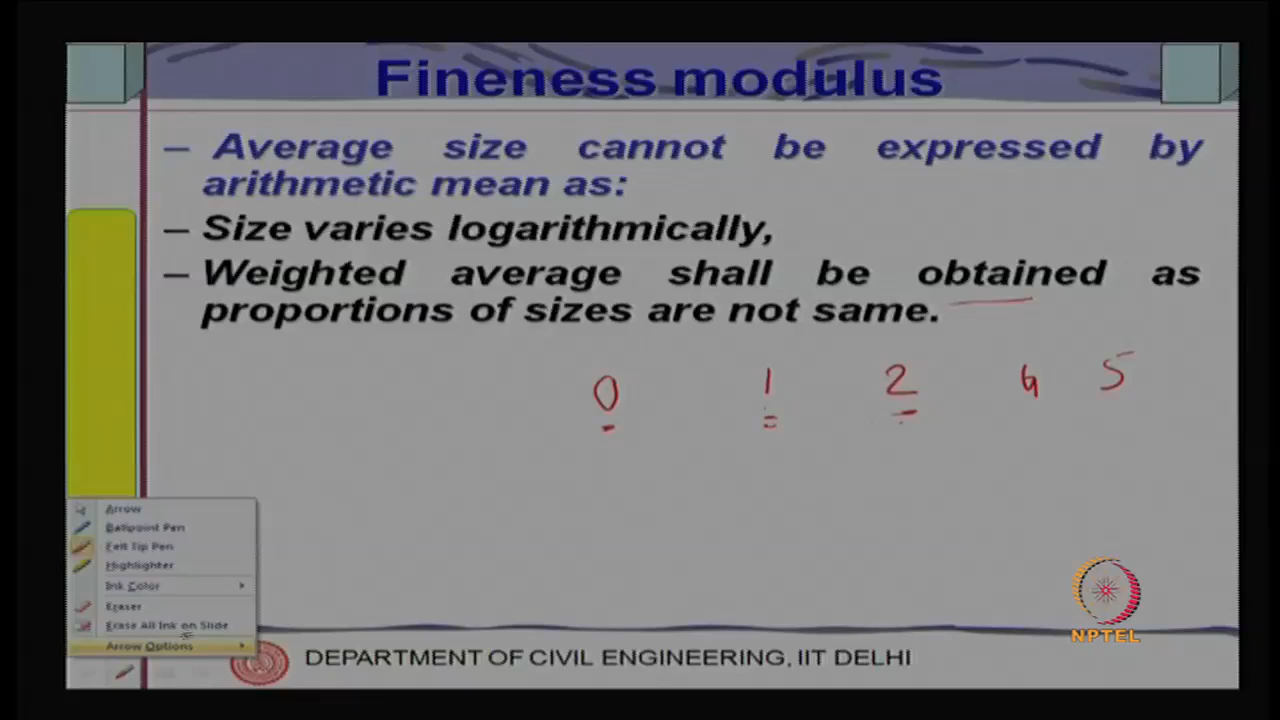 Fineness modulus
– Average size cannot be expressed by
arithmetic mean as:
– Size varies logarithmically,
– Weighted average shall be obtained as
proportions of sizes are not same.
0 1 2 4 5
Arrow
Ballpoint Pen
Felt Tip Pen
Highlighter
Ink Color
Eraser
Erase All Ink on Slide
Arrow Options
NPTEL
DEPARTMENT OF CIVIL ENGINEERING, IIT DELHI